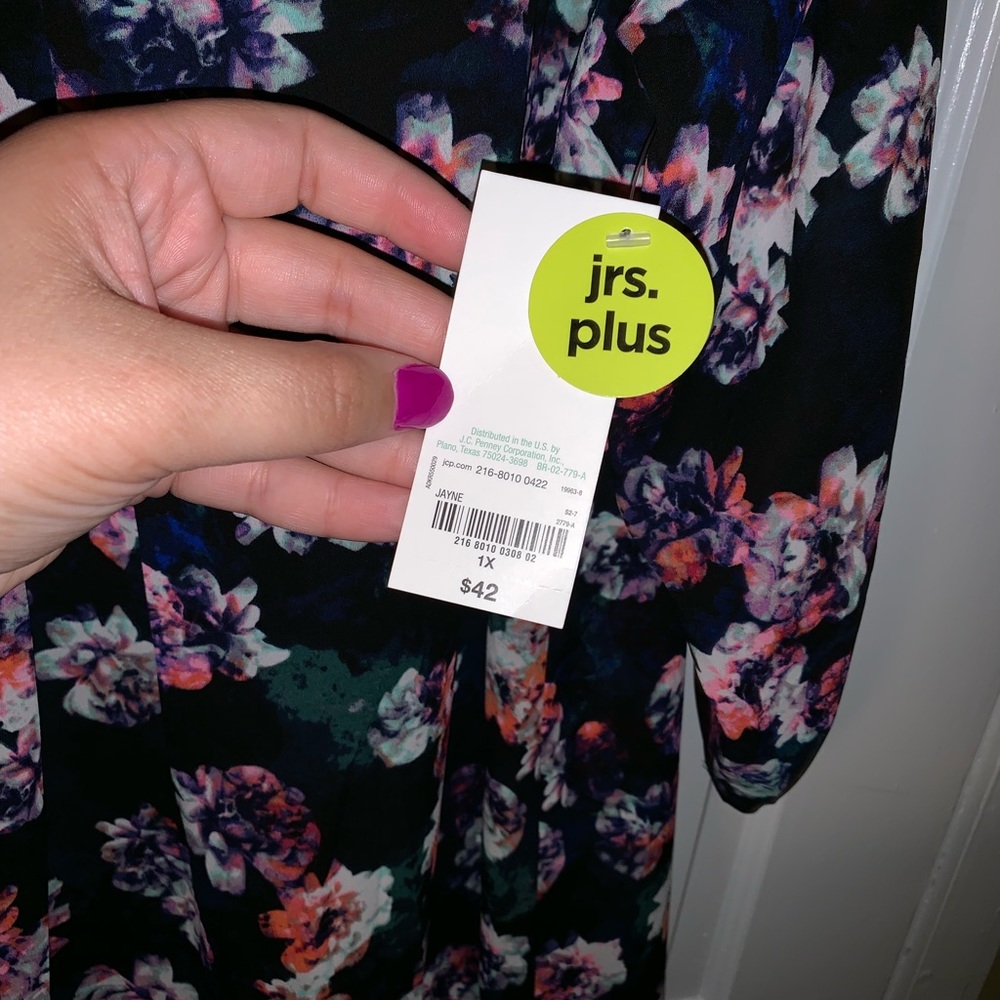 jrs.
plus
Distributed in the U.S. by
J.C. Penney Corporation, Inc.,
Plano, Texas 75024-3698 BR-02-779-A
jcp.com 216-8010 0422 19963-8
JAYNE S2-7
2779-A
216 8010 0308 02
1X
$42